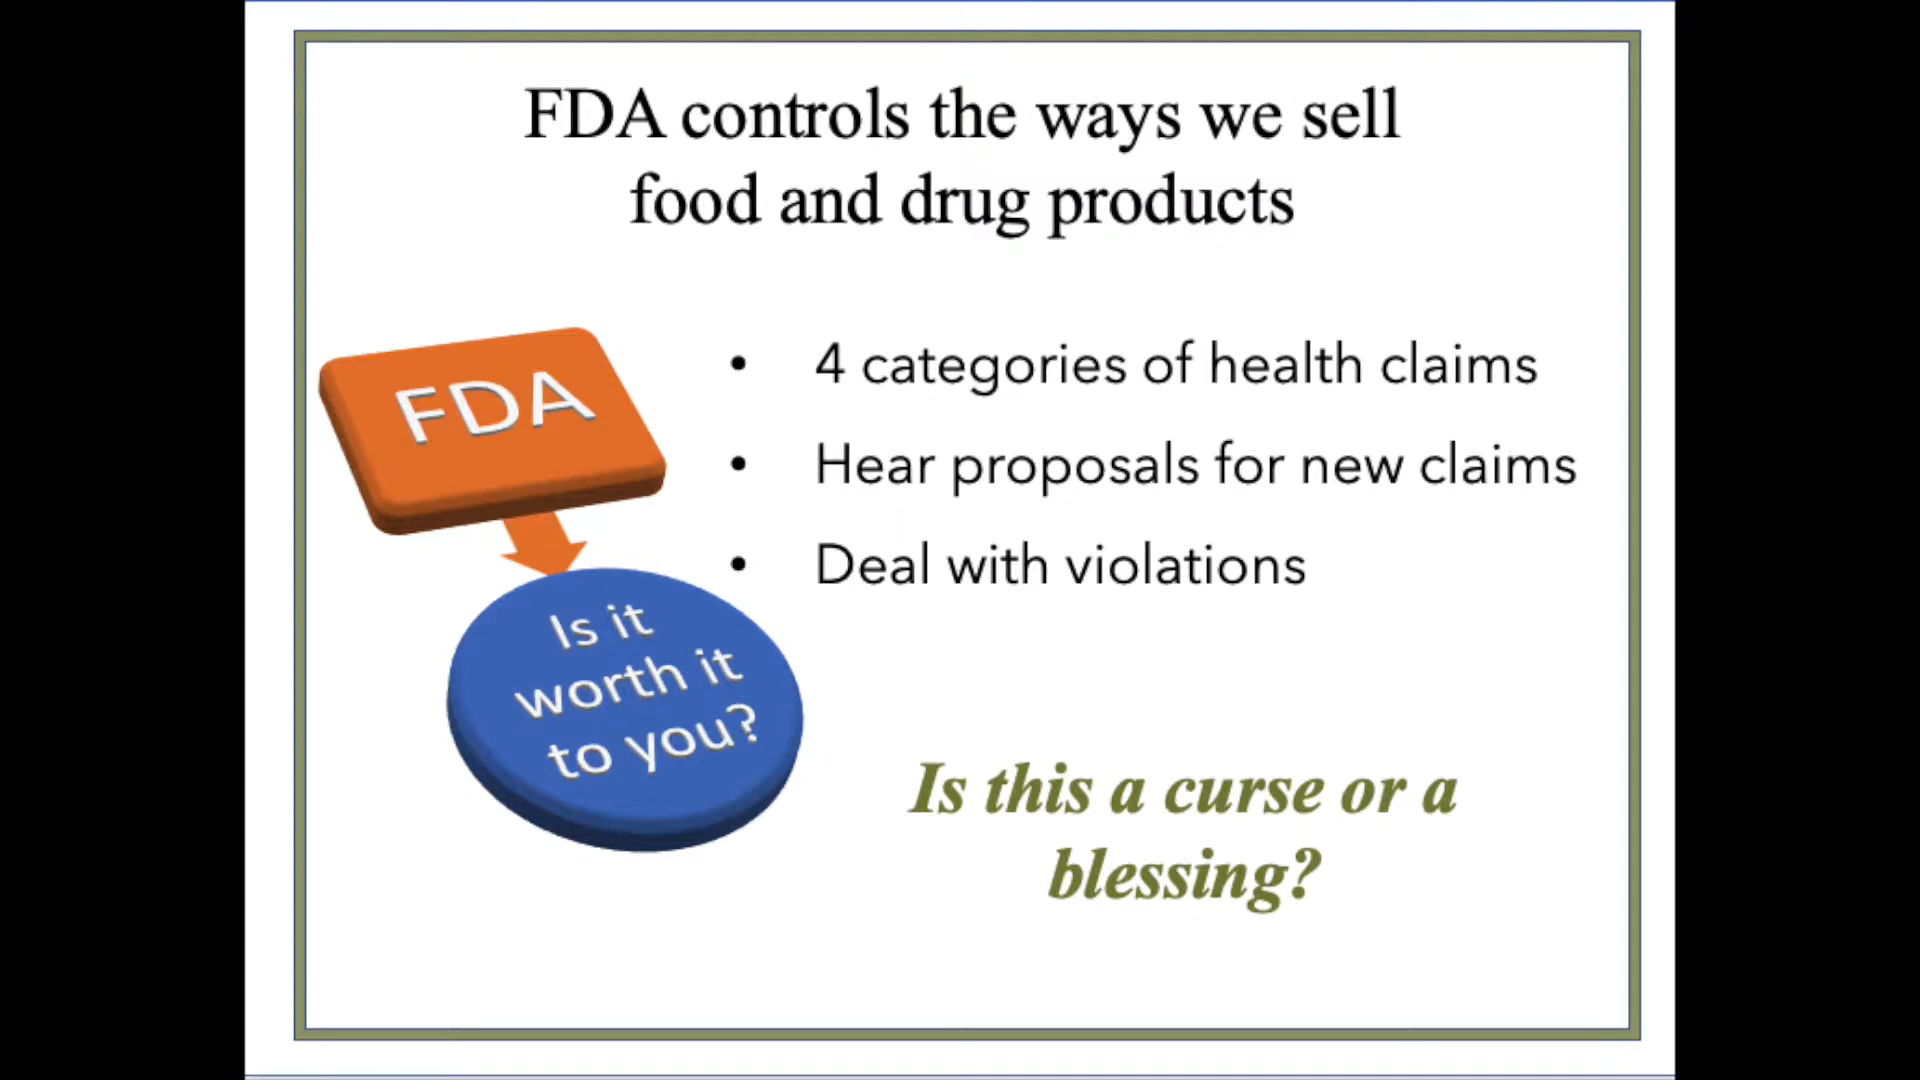 FDA controls the ways we sell
food and drug products
FDA
Is it
worth it
to you?
• 4 categories of health claims
• Hear proposals for new claims
• Deal with violations
Is this a curse or a
blessing?